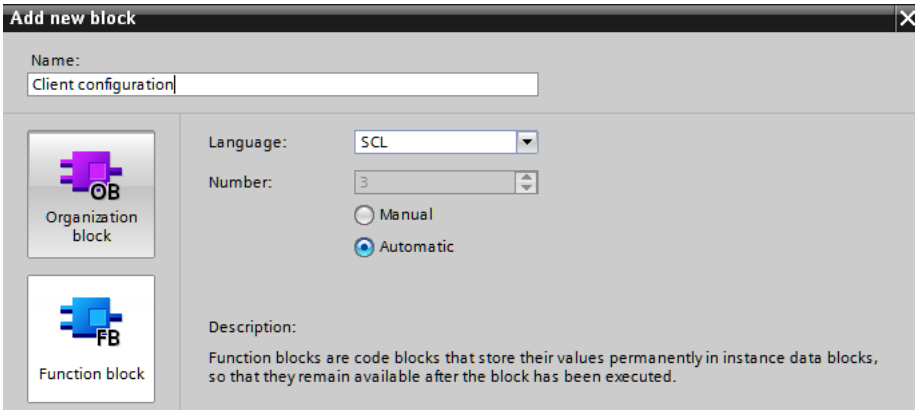 Add new block
Name:
Client configuration
OB
Organization
block
FB
Function block
Language:
SCL
Number:
3
Manual
Automatic
Description:
Function blocks are code blocks that store their values permanently in instance data blocks,
so that they remain available after the block has been executed.